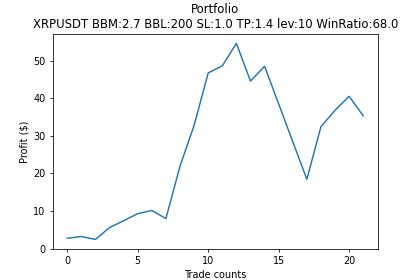 Portfolio
XRPUSDT BBM:2.7 BBL:200 SL:1.0 TP:1.4 lev:10 WinRatio:68.0
50
40
30
20
10
0
Profit ($)
0 5 10 15 20
Trade counts